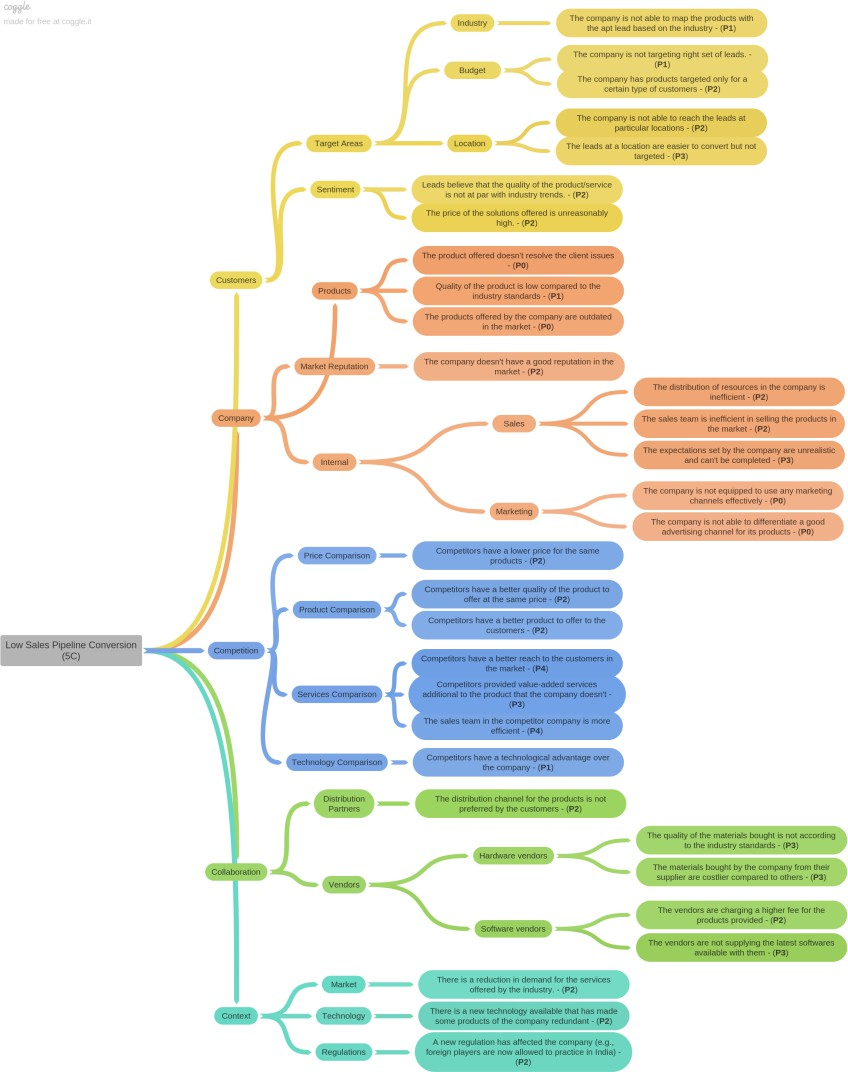 coggle
made for free at coggle.it
Industry
The company is not able to map the products with
the apt lead based on the industry - (P1)
Budget
The company is not targeting right set of leads. -
(P1)
The company has products targeted only for a
certain type of customers - (P2)
Target Areas
Location
The company is not able to reach the leads at
particular locations - (P2)
The leads at a location are easier to convert but not
targeted - (P3)
Sentiment
Leads believe that the quality of the product/service
is not at par with industry trends. - (P2)
The price of the solutions offered is unreasonably
high. - (P2)
Customers
Products
The product offered doesn't resolve the client issues
- (P0)
Quality of the product is low compared to the
industry standards - (P1)
The products offered by the company are outdated
in the market - (P0)
Market Reputation
The company doesn't have a good reputation in the
market - (P2)
Company
Sales
The distribution of resources in the company is
inefficient - (P2)
The sales team is inefficient in selling the products in
the market - (P2)
The expectations set by the company are unrealistic
and can't be completed - (P3)
Internal
Marketing
The company is not equipped to use any marketing
channels effectively - (P0)
The company is not able to differentiate a good
advertising channel for its products - (P0)
Price Comparison
Competitors have a lower price for the same
products - (P2)
Product Comparison
Competitors have a better quality of the product to
offer at the same price - (P2)
Competitors have a better product to offer to the
customers - (P2)
Low Sales Pipeline Conversion
(5C)
Competition
Services Comparison
Competitors have a better reach to the customers in
the market - (P4)
Competitors provided value-added services
additional to the product that the company doesn't -
(P3)
The sales team in the competitor company is more
efficient - (P4)
Technology Comparison
Competitors have a technological advantage over
the company - (P1)
Distribution
Partners
The distribution channel for the products is not
preferred by the customers - (P2)
Collaboration
Vendors
Hardware vendors
The quality of the materials bought is not according
to the industry standards - (P3)
The materials bought by the company from their
supplier are costlier compared to others - (P3)
Software vendors
The vendors are charging a higher fee for the
products provided - (P2)
The vendors are not supplying the latest softwares
available with them - (P3)
Market
There is a reduction in demand for the services
offered by the industry. - (P2)
Context
Technology
There is a new technology available that has made
some products of the company redundant - (P2)
Regulations
A new regulation has affected the company (e.g.,
foreign players are now allowed to practice in India) -
(P2)